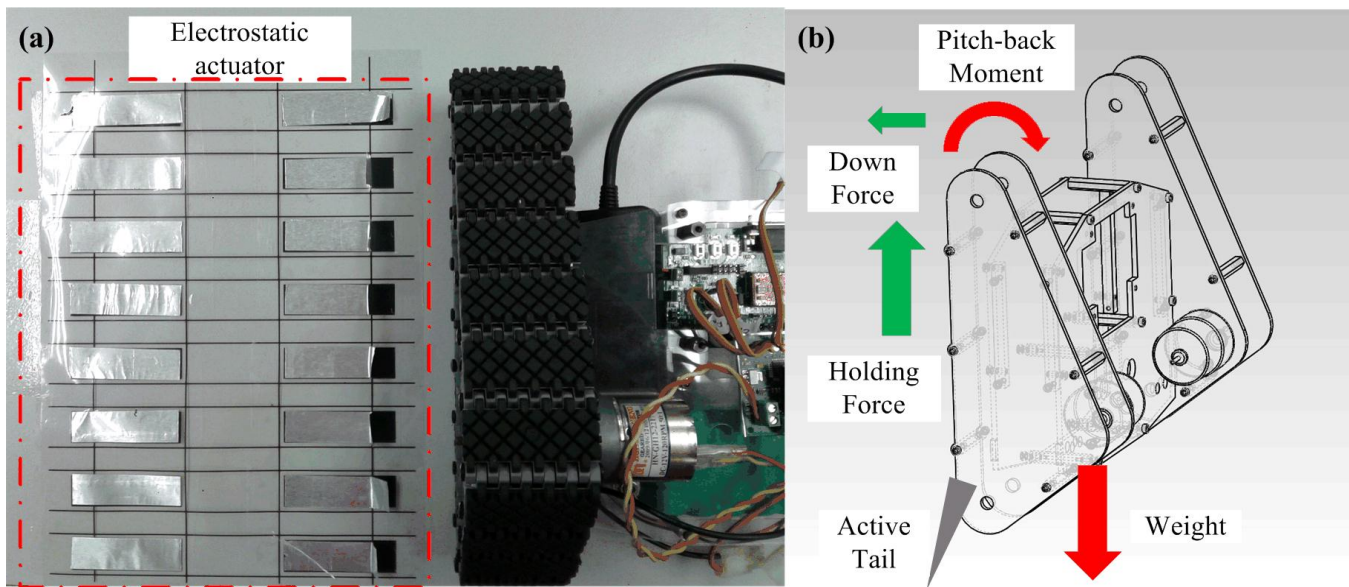 (a)
Electrostatic
actuator
(b)
Pitch-back
Moment
Down
Force
Holding
Force
Active
Tail
Weight